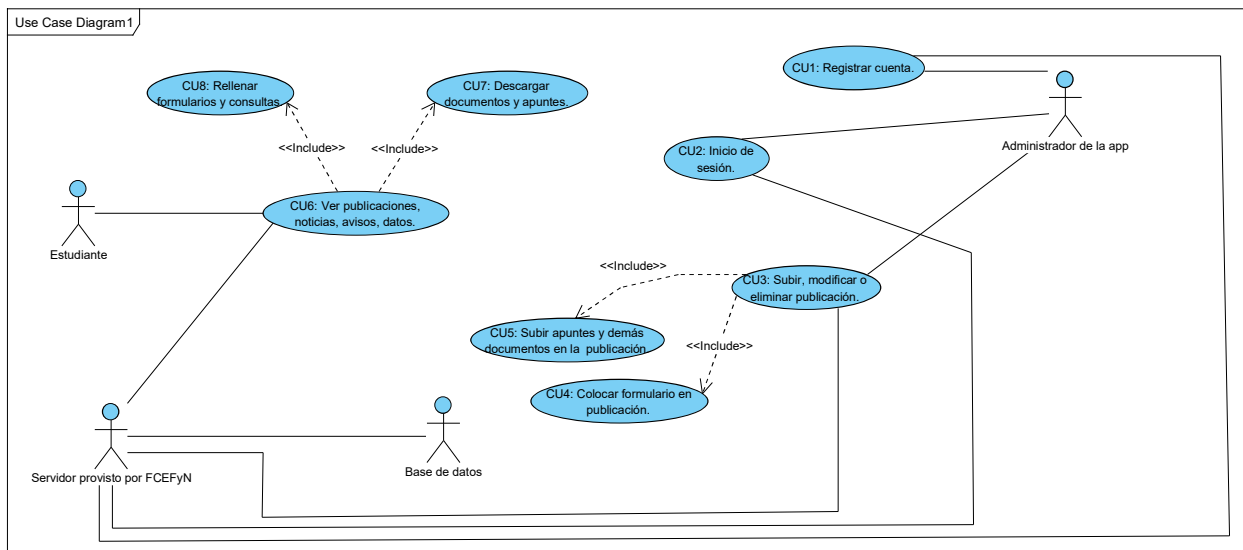 Use Case Diagram1
CU1: Registrar cuenta.
CU8: Rellenar
formularios y consultas.
CU7: Descargar
documentos y apuntes.
Administrador de la app
<<Include>>
<<Include>>
CU2: Inicio de
sesión.
CU6: Ver publicaciones,
noticias, avisos, datos.
Estudiante
<<Include>>
CU3: Subir, modificar o
eliminar publicación.
CU5: Subir apuntes y demás
documentos en la publicación.
<<Include>>
CU4: Colocar formulario en
publicación.
Servidor provisto por FCEFyN
Base de datos